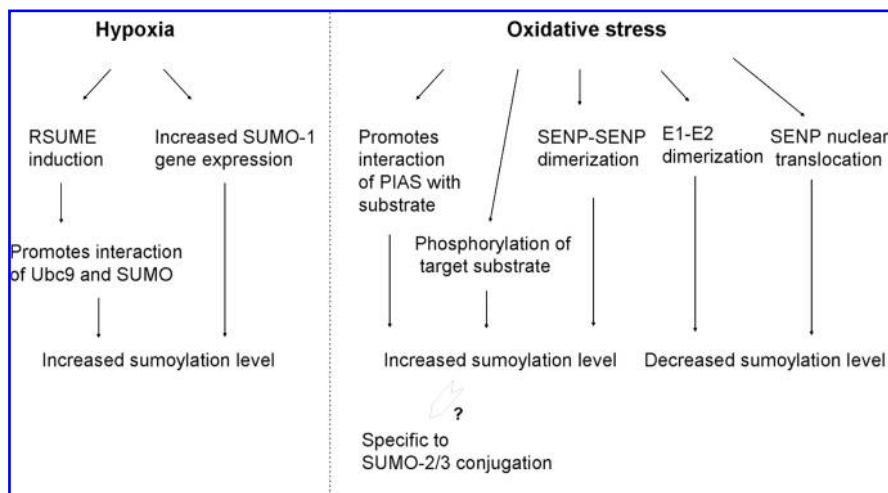 Hypoxia
RSUME
induction
Increased SUMO-1
gene expression
Promotes interaction
of Ubc9 and SUMO
Increased sumoylation level
Oxidative stress
Promotes
interaction
of PIAS with
substrate
Phosphorylation of
target substrate
SENP-SENP
dimerization
E1-E2
dimerization
SENP nuclear
translocation
Increased sumoylation level
Decreased sumoylation level
?
Specific to
SUMO-2/3 conjugation